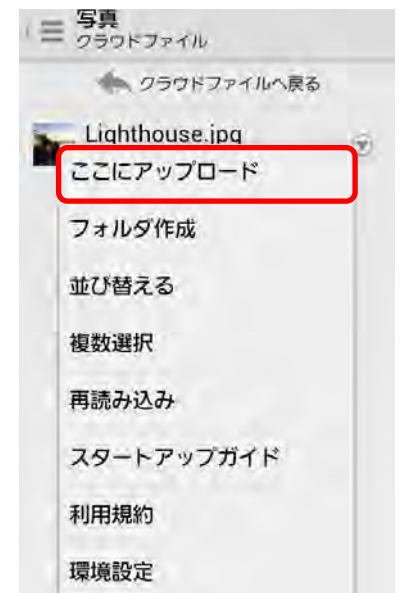 写真
クラウドファイル
クラウドファイルへ戻る
Lighthouse.jpg
ここにアップロード
フォルダ作成
並び替える
複数選択
再読み込み
スタートアップガイド
利用規約
環境設定